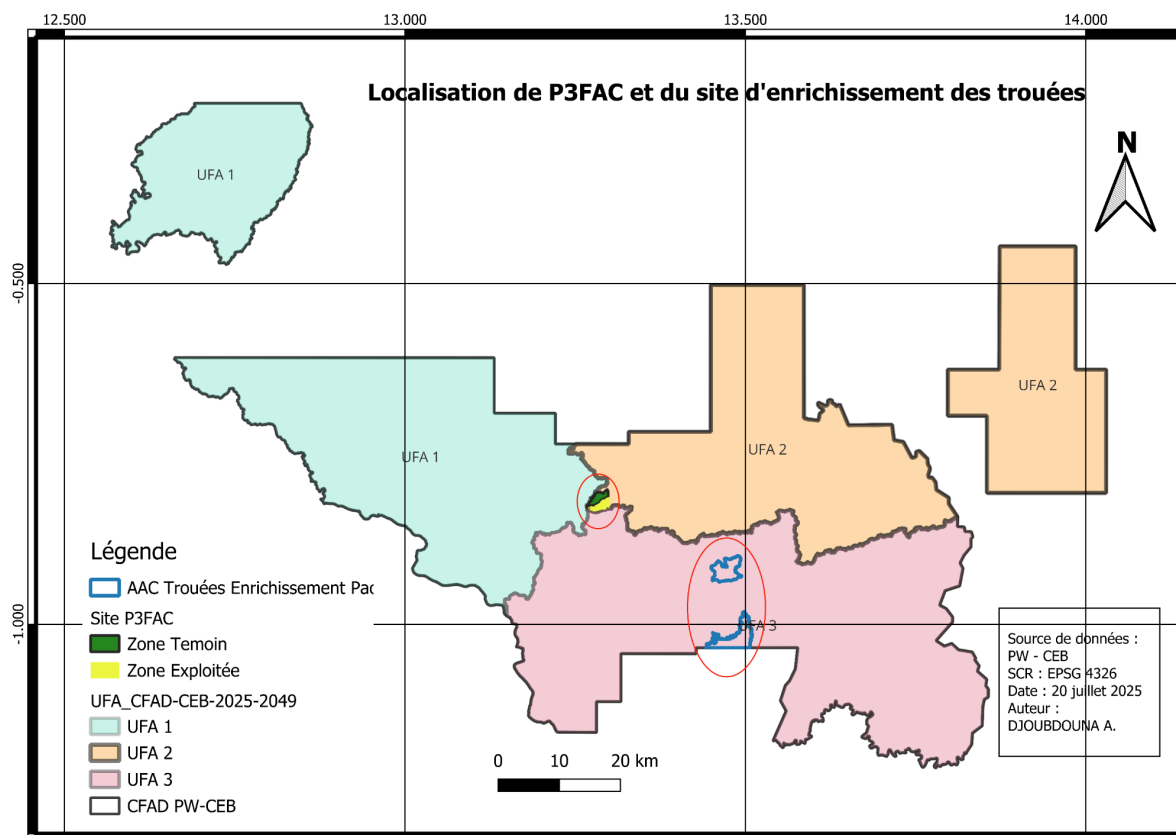 12.500
13.000
13.500
14.000
Localisation de P3FAC et du site d'enrichissement des trouées
N
UFA 1
-0.500
UFA 2
UFA 1
UFA 2
Légende
AAC Trouées Enrichissement Pao
Site P3FAC
Zone Temoin
Zone Exploitée
UFA_CFAD-CEB-2025-2049
UFA 1
UFA 2
UFA 3
CFAD PW-CEB
-1.000
UFA 3
0 10 20 km
Source de données :
PW - CEB
SCR : EPSG 4326
Date : 20 juillet 2025
Auteur :
DJOUBDOUNA A.